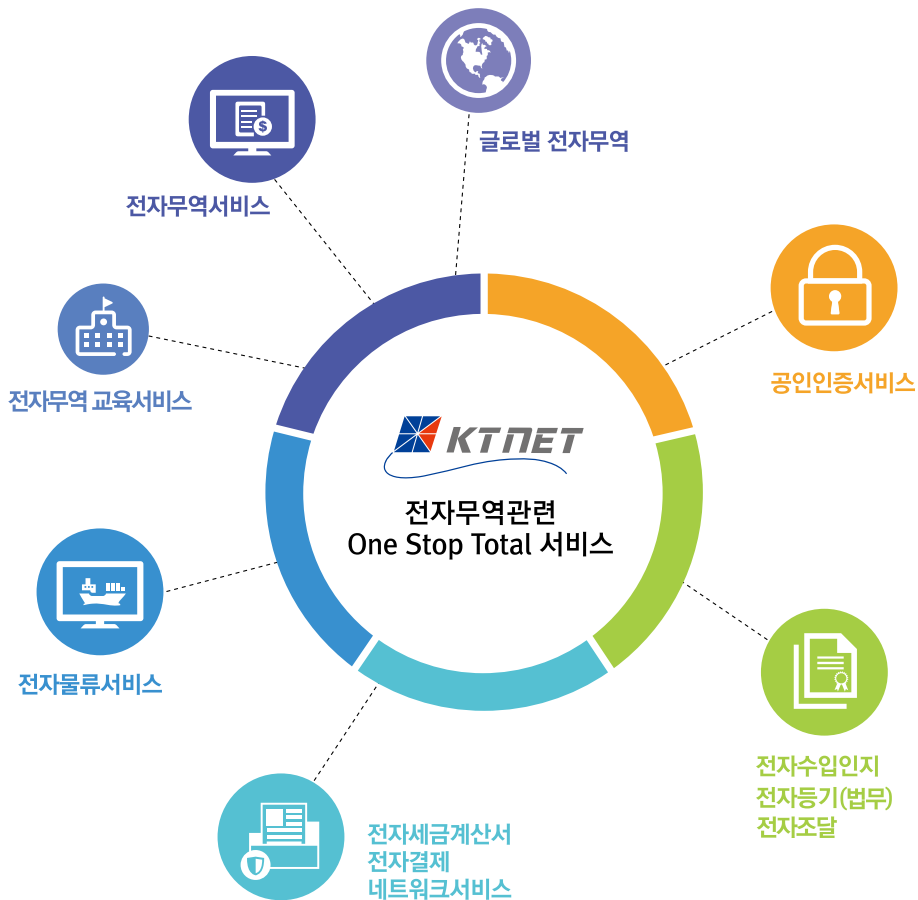 글로벌 전자무역
전자무역서비스
전자무역 교육서비스
공인인증서비스
KTNET
전자무역관련
One Stop Total 서비스
전자물류서비스
전자수입인지
전자등기(법무)
전자조달
전자세금계산서
전자결제
네트워크서비스